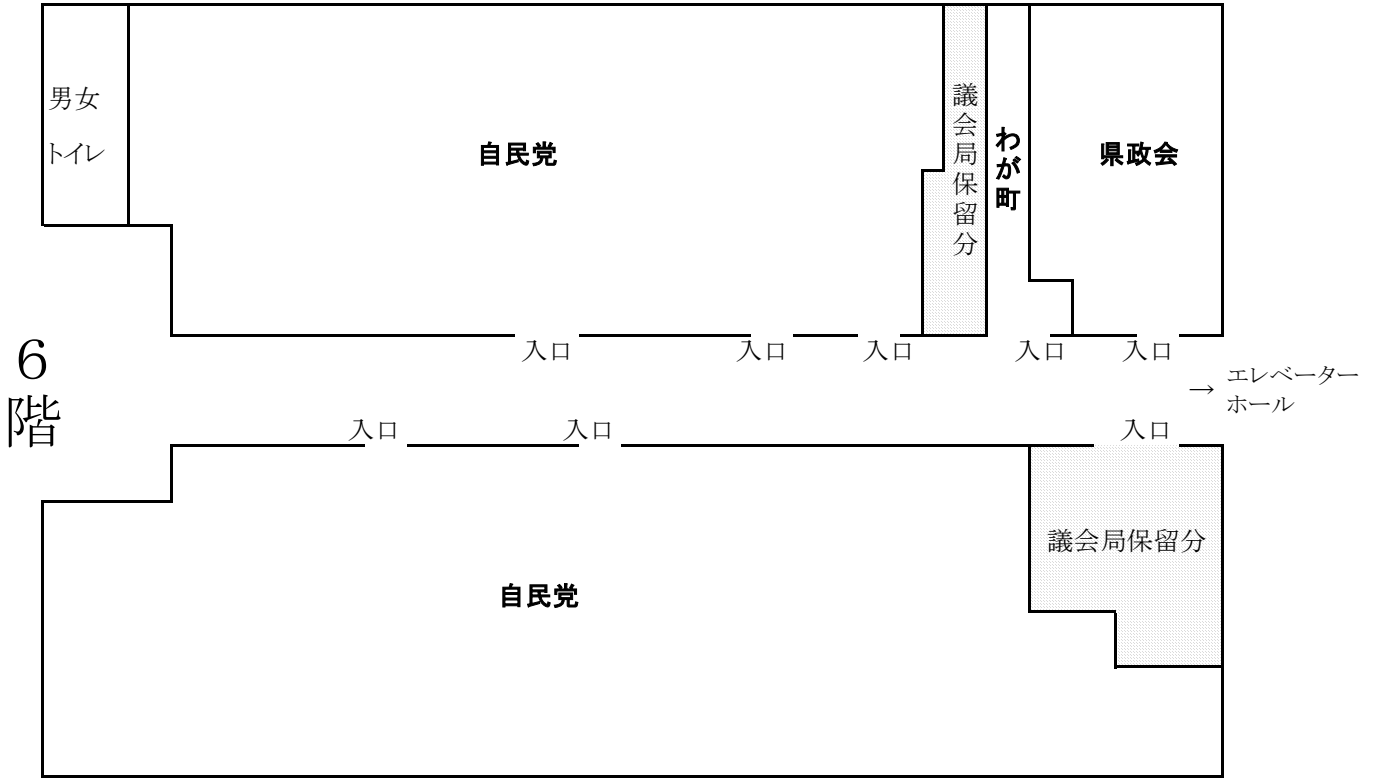 男女
トイレ
自民党
議会局保留分
わが町
県政会
6
階
入口
入口
入口
入口
入口
→ エレベーター
ホール
入口
入口
入口
議会局保留分
自民党